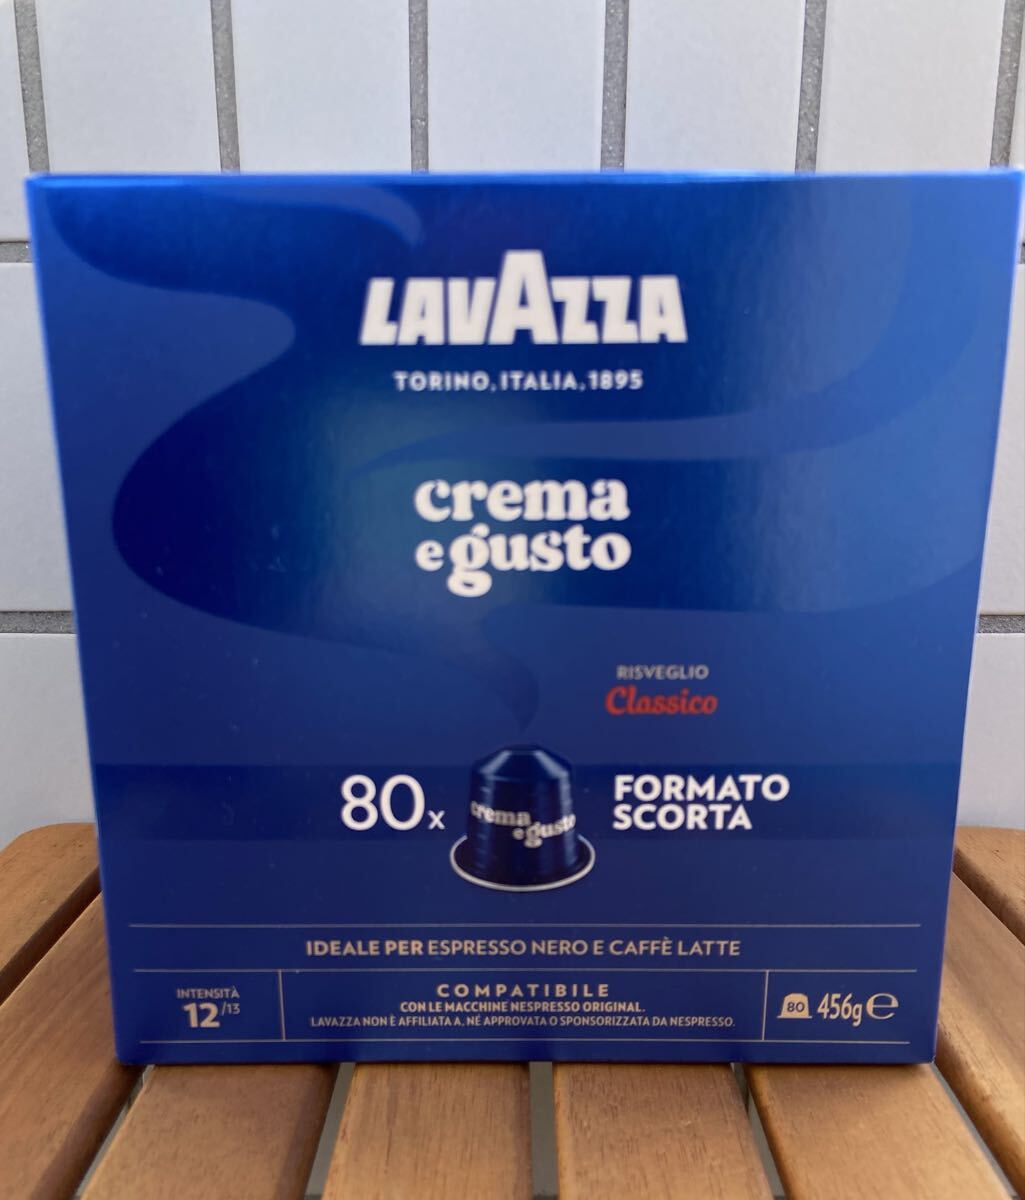 LAVAZZA
TORINO, ITALIA, 1895
crema
e gusto
RISVEGLIO
Classico
80x
crema
e gusto
FORMATO
SCORTA
IDEALE PER ESPRESSO NERO E CAFFÈ LATTE
INTENSITÀ
12/13
COMPATIBILE
CON LE MACCHINE NESPRESSO ORIGINAL.
LAVAZZA NON È AFFILIATA A, NÉ APPROVATA O SPONSORIZZATA DA NESPRESSO.
80 456g e